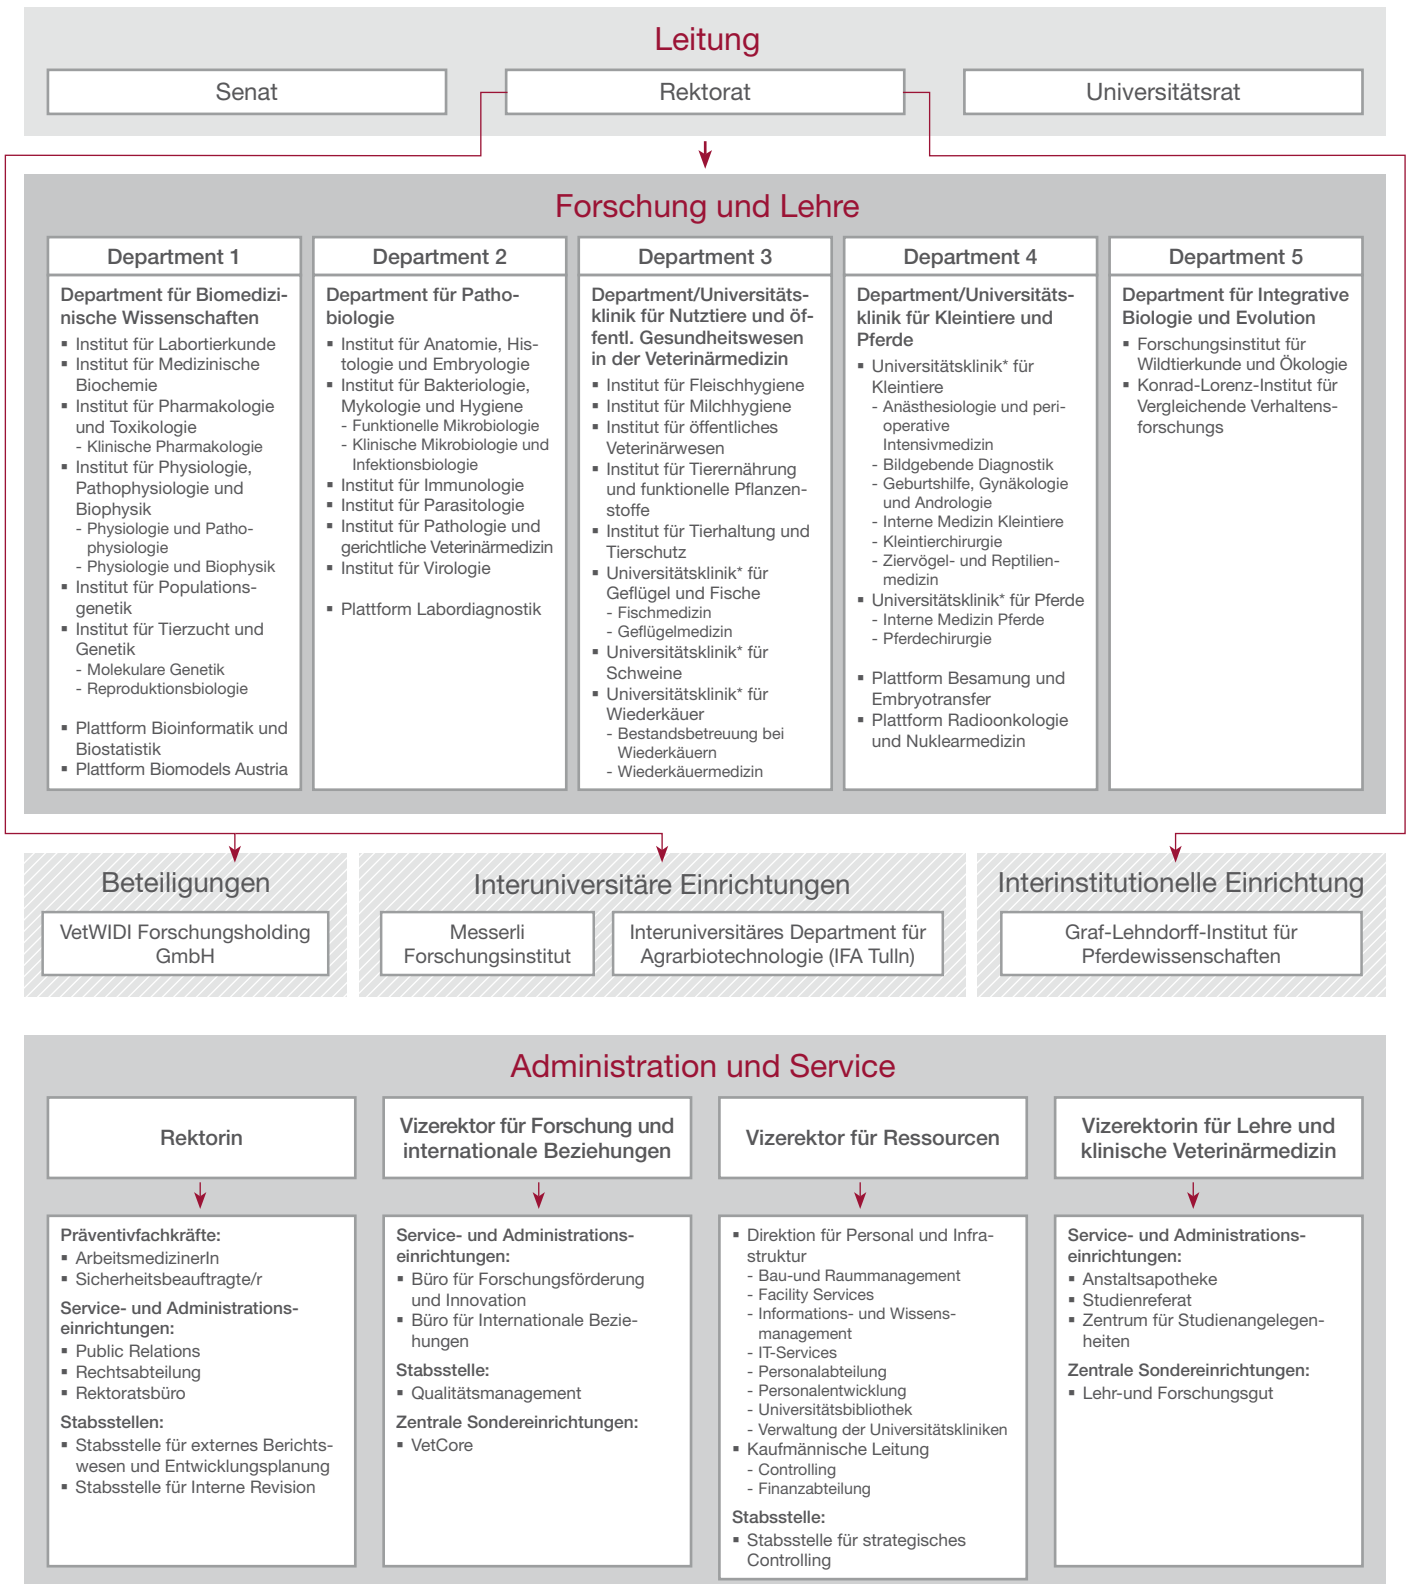 Leitung
Senat
Rektorat
Universitätsrat
Forschung und Lehre
Department 1
Department für Biomedizi-
nische Wissenschaften
▪ Institut für Labortierkunde
▪ Institut für Medizinische
Biochemie
▪ Institut für Pharmakologie
und Toxikologie
- Klinische Pharmakologie
▪ Institut für Physiologie,
Pathophysiologie und
Biophysik
- Physiologie und Patho-
physiologie
- Physiologie und Biophysik
▪ Institut für Populations-
genetik
▪ Institut für Tierzucht und
Genetik
- Molekulare Genetik
- Reproduktionsbiologie
▪ Plattform Bioinformatik und
Biostatistik
▪ Plattform Biomodels Austria
Department 2
Department für Patho-
biologie
▪ Institut für Anatomie, His-
tologie und Embryologie
▪ Institut für Bakteriologie,
Mykologie und Hygiene
- Funktionelle Mikrobiologie
- Klinische Mikrobiologie und
Infektionsbiologie
▪ Institut für Immunologie
▪ Institut für Parasitologie
▪ Institut für Pathologie und
gerichtliche Veterinärmedizin
▪ Institut für Virologie
▪ Plattform Labordiagnostik
Department 3
Department/Universitäts-
klinik für Nutztiere und öf-
fentl. Gesundheitswesen
in der Veterinärmedizin
▪ Institut für Fleischhygiene
▪ Institut für Milchhygiene
▪ Institut für öffentliches
Veterinärwesen
▪ Institut für Tierernährung
und funktionelle Pflanzen-
stoffe
▪ Institut für Tierhaltung und
Tierschutz
▪ Universitätsklinik* für
Geflügel und Fische
- Fischmedizin
- Geflügelmedizin
▪ Universitätsklinik* für
Schweine
▪ Universitätsklinik* für
Wiederkäuer
- Bestandsbetreuung bei
Wiederkäuern
- Wiederkäuermedizin
Department 4
Department/Universitäts-
klinik für Kleintiere und
Pferde
▪ Universitätsklinik* für
Kleintiere
- Anästhesiologie und peri-
operative
Intensivmedizin
- Bildgebende Diagnostik
- Geburtshilfe, Gynäkologie
und Andrologie
- Interne Medizin Kleintiere
- Kleintierchirurgie
- Ziervögel- und Reptilien-
medizin
▪ Universitätsklinik* für Pferde
- Interne Medizin Pferde
- Pferdechirurgie
▪ Plattform Besamung und
Embryotransfer
▪ Plattform Radioonkologie
und Nuklearmedizin
Department 5
Department für Integrative
Biologie und Evolution
▪ Forschungsinstitut für
Wildtierkunde und Ökologie
▪ Konrad-Lorenz-Institut für
Vergleichende Verhaltens-
forschungs
Beteiligungen
VetWIDI Forschungsholding
GmbH
Interuniversitäre Einrichtungen
Messerli
Forschungsinstitut
Interuniversitäres Department für
Agrarbiotechnologie (IFA Tulln)
Interinstitutionelle Einrichtung
Graf-Lehndorff-Institut für
Pferdewissenschaften
Administration und Service
Rektorin
Präventivfachkräfte:
▪ ArbeitsmedizinerIn
▪ Sicherheitsbeauftragte/r
Service- und Administrations-
einrichtungen:
▪ Public Relations
▪ Rechtsabteilung
▪ Rektoratsbüro
Stabsstellen:
▪ Stabsstelle für externes Berichts-
wesen und Entwicklungsplanung
▪ Stabsstelle für Interne Revision
Vizerektor für Forschung und
internationale Beziehungen
Service- und Administrations-
einrichtungen:
▪ Büro für Forschungsförderung
und Innovation
▪ Büro für Internationale Bezie-
hungen
Stabsstelle:
▪ Qualitätsmanagement
Zentrale Sondereinrichtungen:
▪ VetCore
Vizerektor für Ressourcen
▪ Direktion für Personal und Infra-
struktur
- Bau-und Raummanagement
- Facility Services
- Informations- und Wissens-
management
- IT-Services
- Personalabteilung
- Personalentwicklung
- Universitätsbibliothek
- Verwaltung der Universitätskliniken
▪ Kaufmännische Leitung
- Controlling
- Finanzabteilung
Stabsstelle:
▪ Stabsstelle für strategisches
Controlling
Vizerektorin für Lehre und
klinische Veterinärmedizin
Service- und Administrations-
einrichtungen:
▪ Anstaltsapotheke
▪ Studienreferat
▪ Zentrum für Studienangelegen-
heiten
Zentrale Sondereinrichtungen:
▪ Lehr-und Forschungsgut